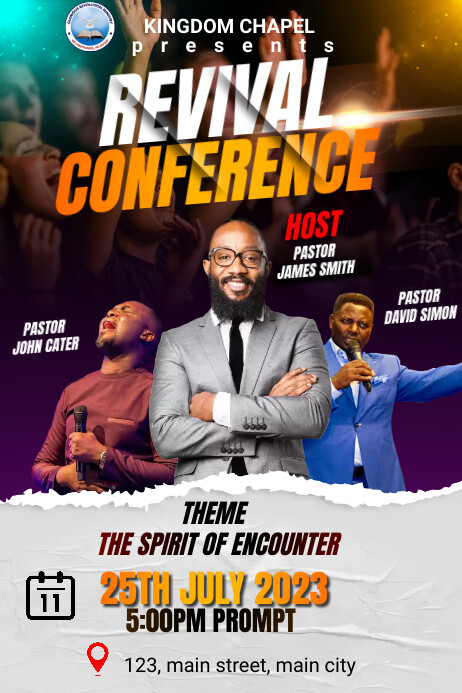 KINGDOM CHAPEL
presents
REVIVAL
CONFERENCE
HOST
PASTOR
JAMES SMITH
PASTOR
DAVID SIMON
PASTOR
JOHN CATER
THEME
THE SPIRIT OF ENCOUNTER
11
25TH JULY 2023
5:00PM PROMPT
123, main street, main city